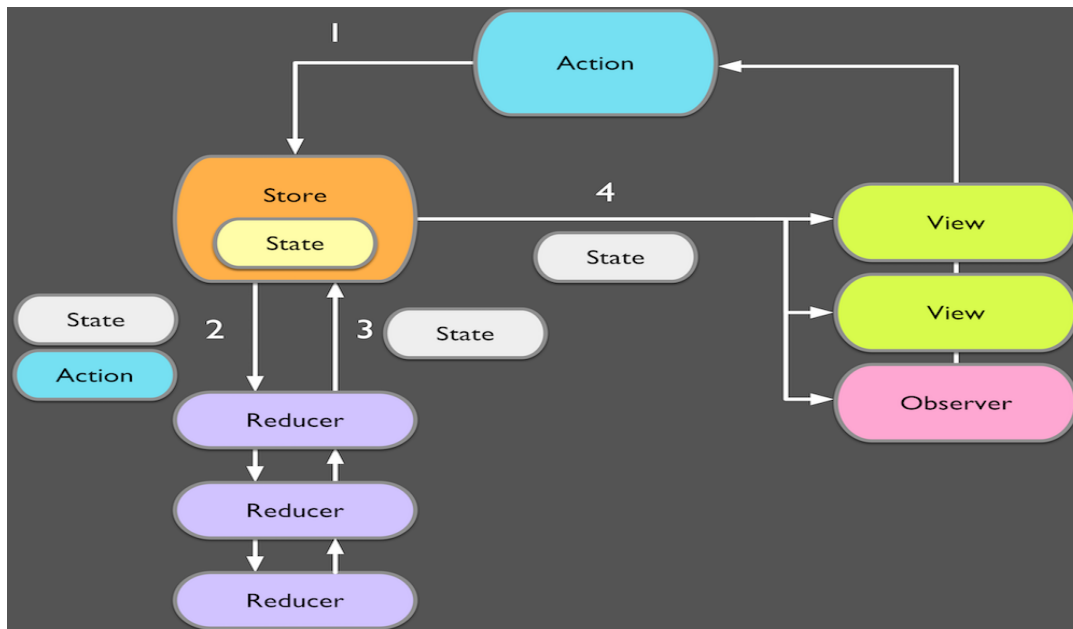 1
Action
Store
State
4
State
View
View
Observer
State
Action
2
3
State
Reducer
Reducer
Reducer